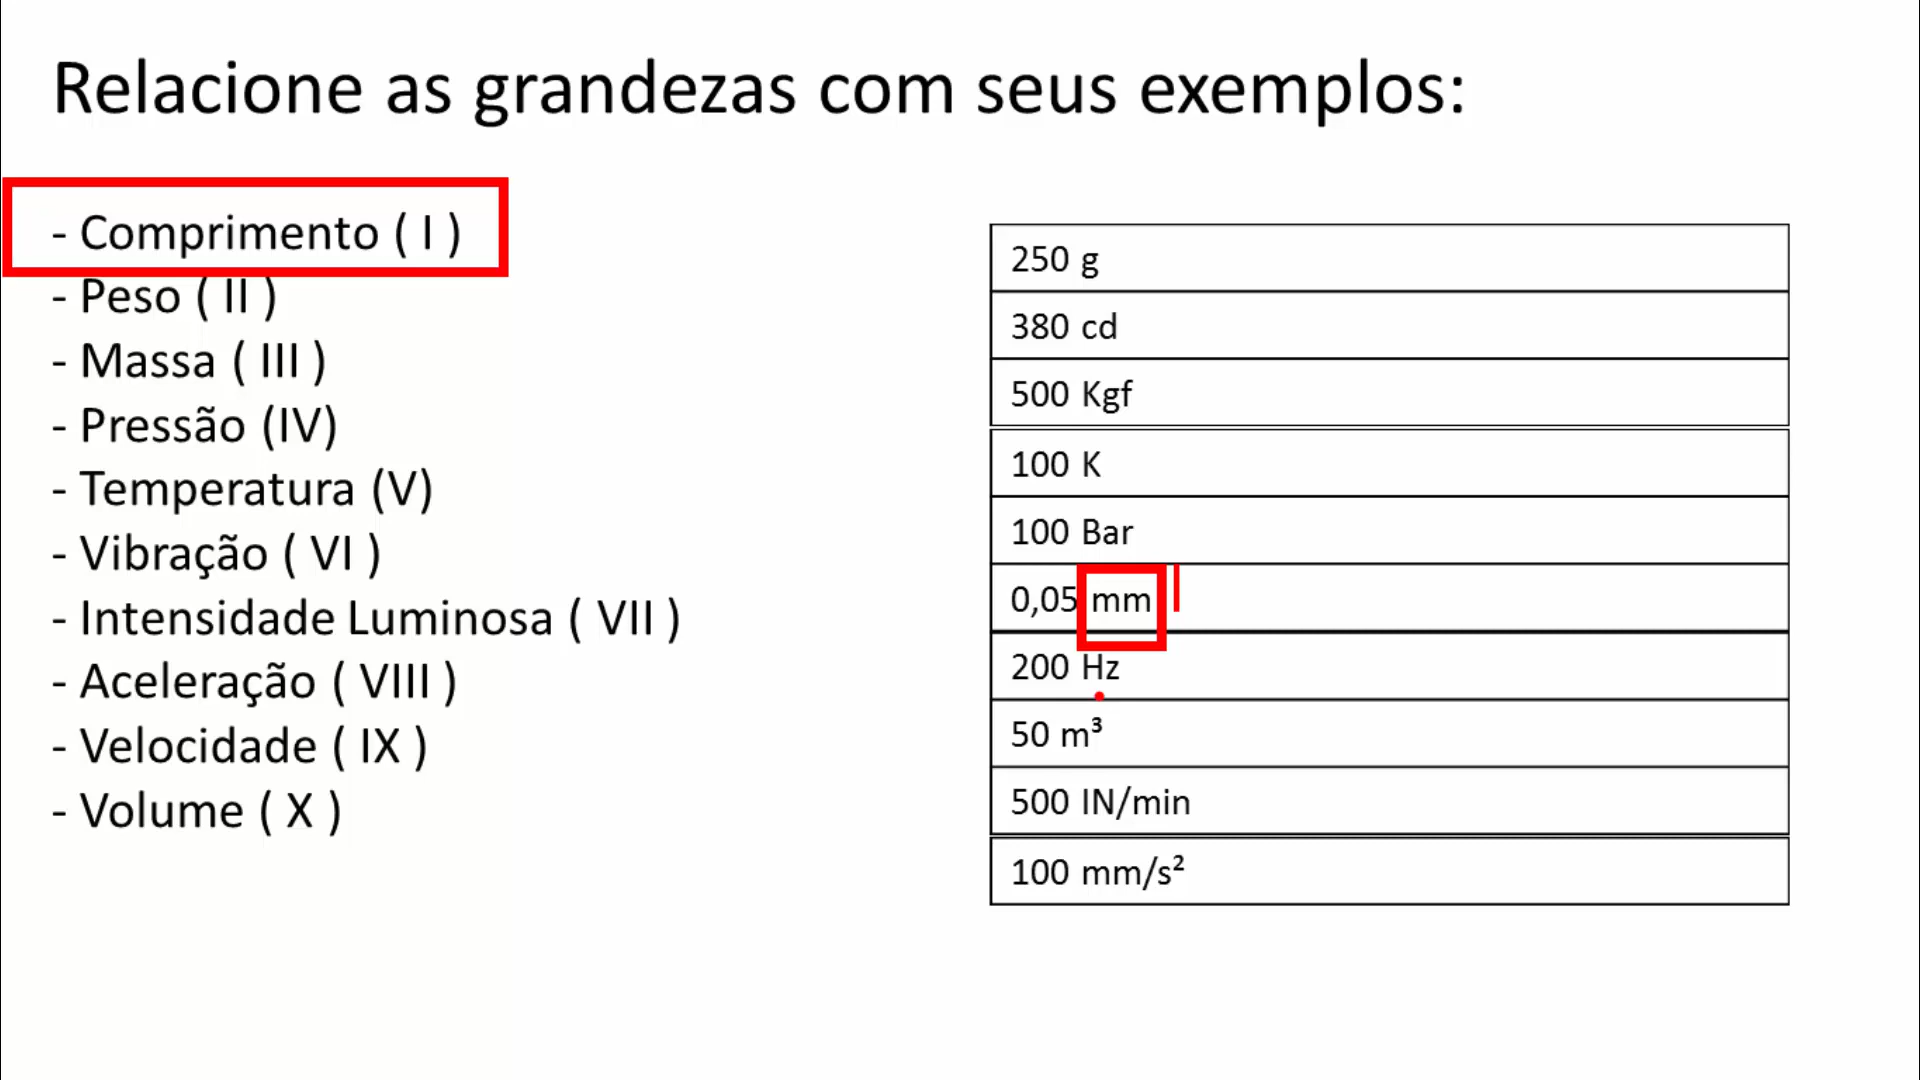 Relacione as grandezas com seus exemplos:
- Comprimento ( I )
- Peso ( II )
- Massa ( III )
- Pressão (IV)
- Temperatura (V)
- Vibração ( VI )
- Intensidade Luminosa ( VII )
- Aceleração ( VIII )
- Velocidade ( IX )
- Volume ( X )
250 g
380 cd
500 Kgf
100 K
100 Bar
0,05 mm I
200 Hz
50 m³
500 IN/min
100 mm/s²